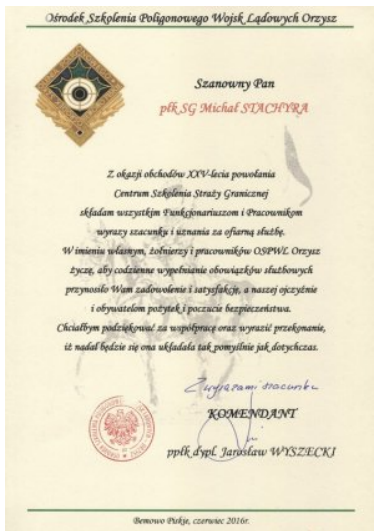 Ośrodek Szkolenia Poligonowego Wojsk Lądowych Orzysz
Szanowny Pan
płk SG Michał STACHYRA
Z okazji obchodów XXV-lecia powołania
Centrum Szkolenia Straży Granicznej
składam wszystkim Funkcjonariuszom i Pracownikom
wyrazy szacunku i uznania za ofiarną służbę.
W imieniu własnym, żołnierzy i pracowników OSPWL Orzysz
życzę, aby codzienne wypełnianie obowiązków służbowych
przynosiło Wam zadowolenie i satysfakcję, a naszej ojczyźnie
i obywatelom pożytek i poczucie bezpieczeństwa.
Chciałbym podziękować za współpracę oraz wyrazić przekonanie,
iż nadal będzie się ona układała tak pomyślnie jak dotychczas.
Z wyrazami szacunku
KOMENDANT
ppłk dypl. Jarosław WYSZECKI
Bemowo Piskie, czerwiec 2016r.